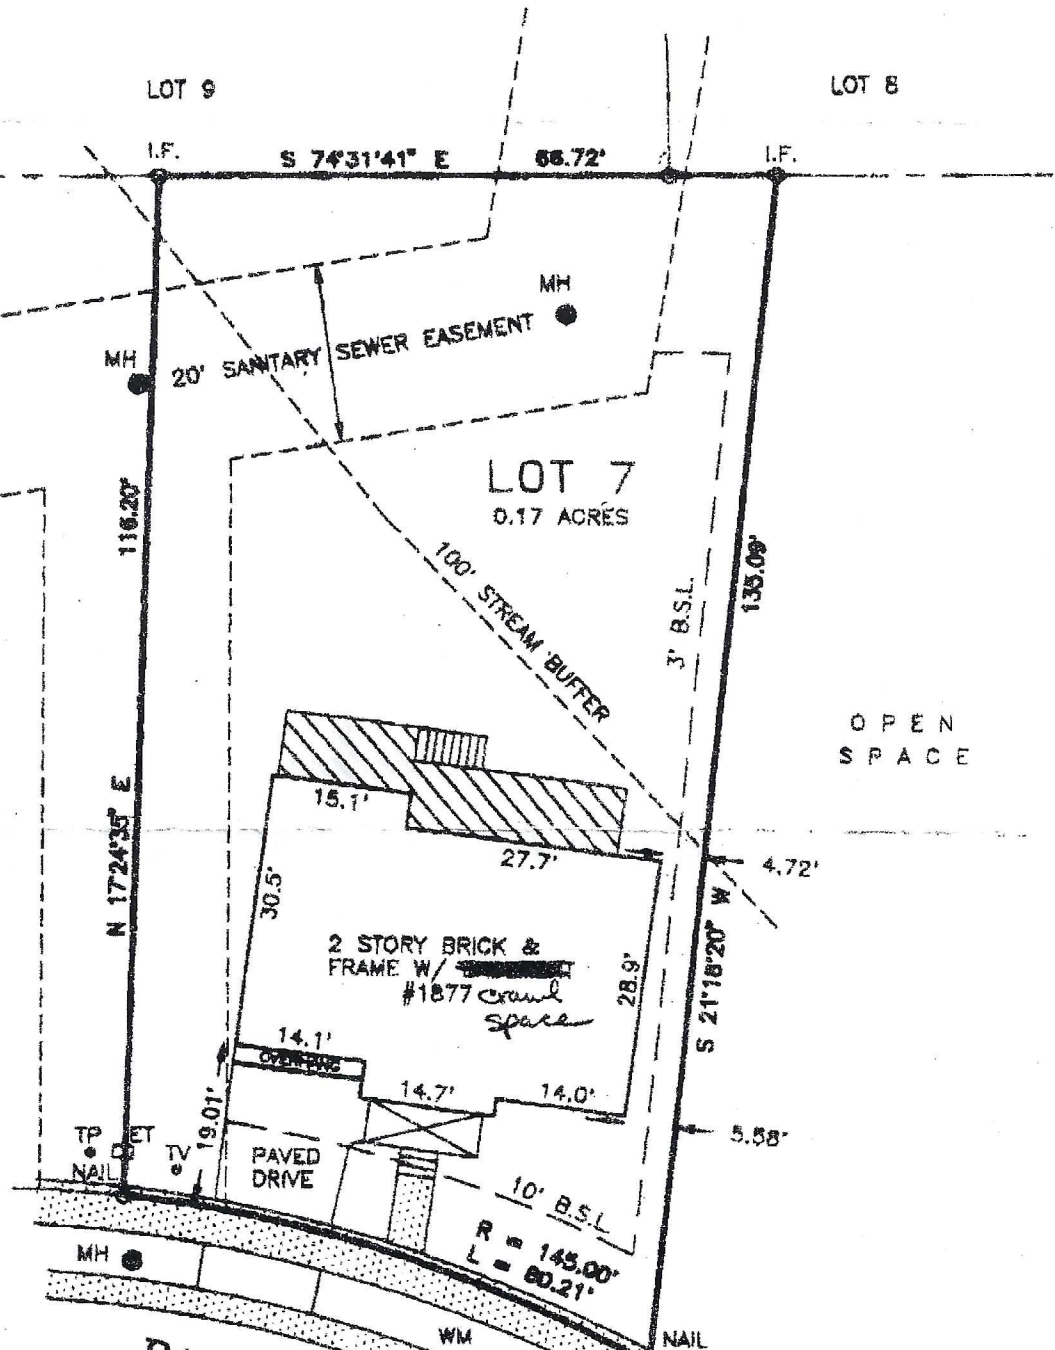 LOT 9
LOT 8
I.F.
S 74°31'41" E
66.72'
I.F.
MH
MH
20' SANITARY SEWER EASEMENT
LOT 7
0.17 ACRES
116.20'
135.09'
100' STREAM BUFFER
3' B.S.L.
OPEN
SPACE
15.1'
27.7'
4.72'
N 17°24'35" E
30.5'
2 STORY BRICK &
FRAME W/
#1877 crawl
space
28.9'
S 21°18'20" W
14.1'
OVERHANG
14.7'
14.0'
19.01'
5.58'
TP
ET
TV
NAIL
PAVED
DRIVE
10' B.S.L.
R = 145.00'
L = 80.21'
MH
WM
NAIL